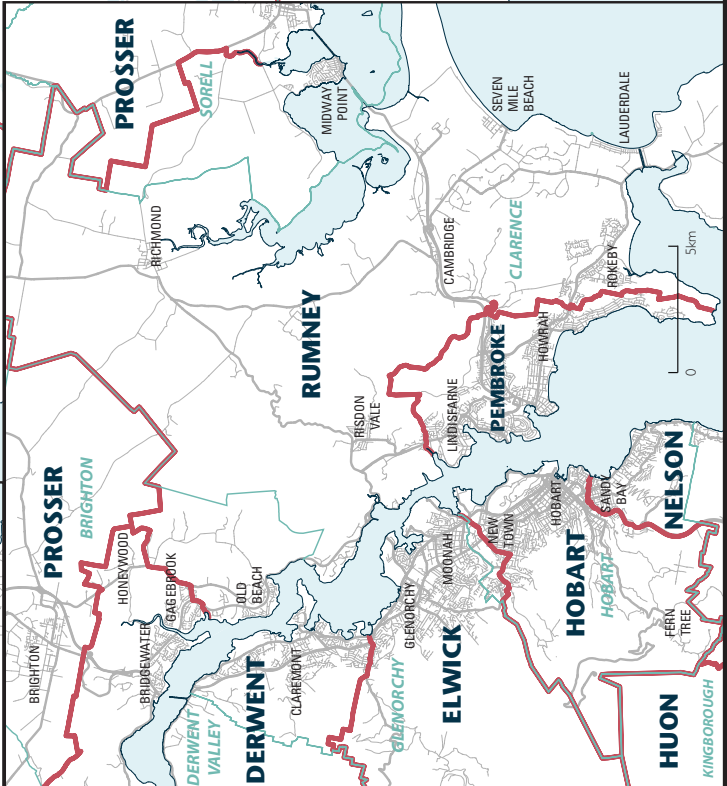 PROSSER
SORELL
MIDWAY
POINT
SEVEN
MILE
BEACH
LAUDERDALE
RICHMOND
CAMBRIDGE
CLARENCE
ROKEBY
5km
0
RUMNEY
RISDON
VALE
LINDISFARNE
PEMBROKE
HOWRAH
PROSSER
BRIGHTON
HONEYWOOD
GAGEBROOK
OLD
BEACH
BRIGHTON
BRIDGEWATER
DERWENT
VALLEY
DERWENT
CLAREMONT
GLENORCHY
GLENORCHY
MOONAH
ELWICK
NEW
TOWN
HOBART
HOBART
HOBART
SANDY
BAY
NELSON
FERN
TREE
HUON
KINGBOROUGH